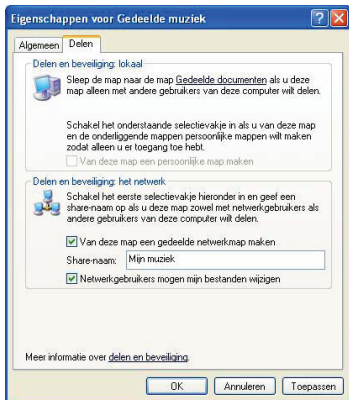 Eigenschappen voor Gedeelde muziek
Algemeen Delen
Delen en beveiliging: lokaal
Sleep de map naar de map Gedeelde documenten als u deze
map alleen met andere gebruikers van deze computer wilt delen.
Schakel het onderstaande selectievakje in als u van deze map
en de onderliggende mappen persoonlijke mappen wilt maken
zodat alleen u er toegang toe hebt.
Van deze map een persoonlijke map maken
Delen en beveiliging: het netwerk
Schakel het eerste selectievakje hieronder in en geef een
share-naam op als u deze map zowel met netwerkgebruikers als
andere gebruikers van deze computer wilt delen.
Van deze map een gedeelde netwerkmap maken
Share-naam: Mijn muziek
Netwerkgebruikers mogen mijn bestanden wijzigen
Meer informatie over delen en beveiliging.
OK Annuleren Toepassen